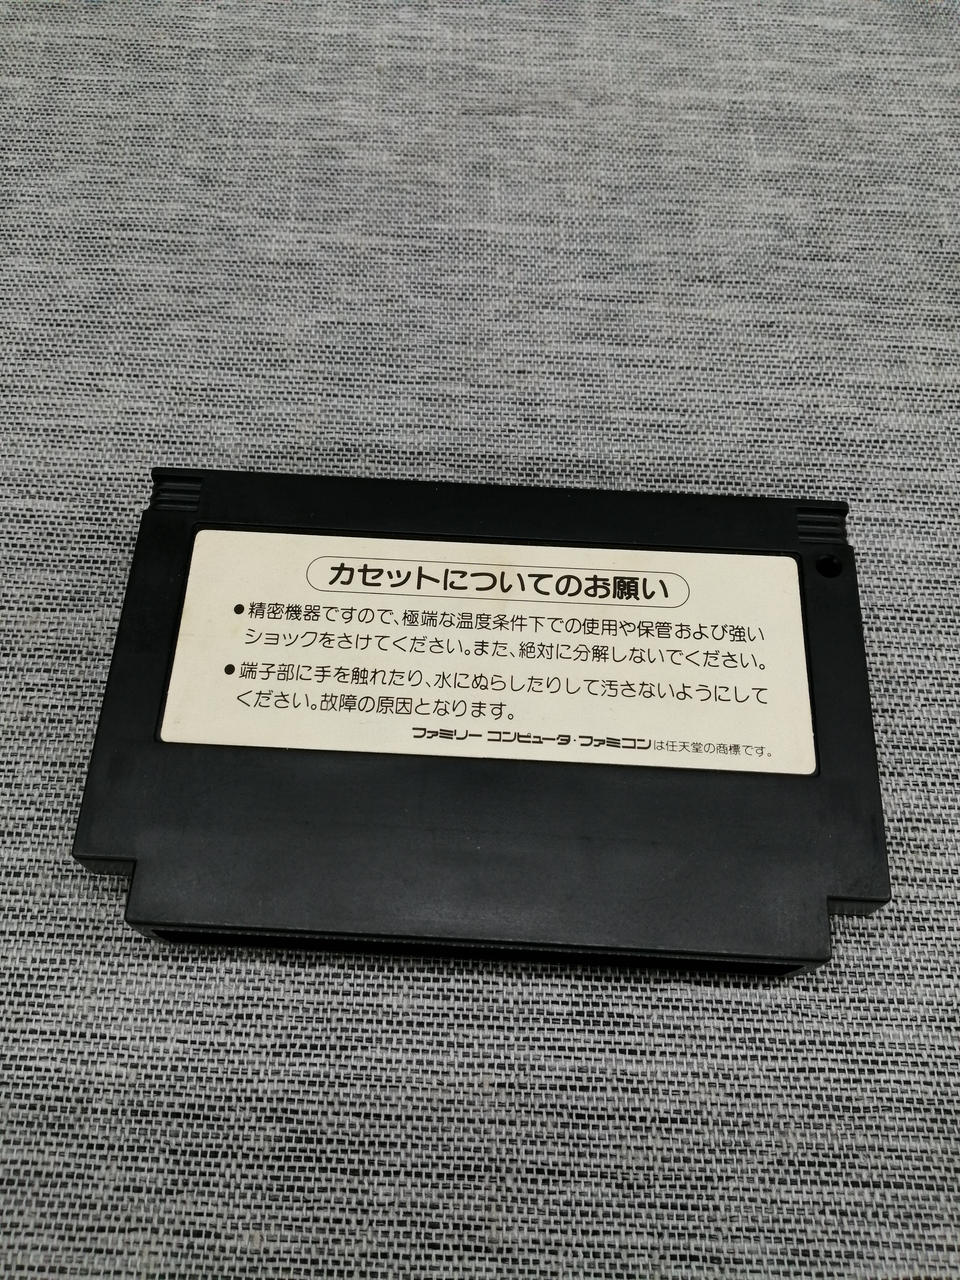 カセットについてのお願い
●精密機器ですので、極端な温度条件下での使用や保管および強い
ショックをさけてください。また、絶対に分解しないでください。
●端子部に手を触れたり、水にぬらしたりして汚さないようにして
ください。故障の原因となります。
ファミリー コンピュータ・ファミコンは任天堂の商標です。